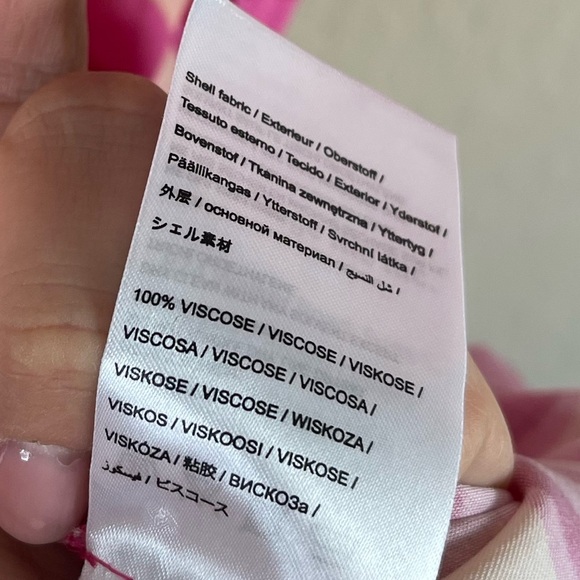 Shell fabric / Exterieur / Oberstoff /
Tessuto esterno / Tecido / Exterior / Yderstof /
Bovenstof / Tkanina zewnętrzna / Yttertyg /
Päällikangas / Ytterstoff / Svrchní látka /
外层 / основной материал / شل النسيج /
シェル素材
100% VISCOSE / VISCOSE / VISKOSE /
VISCOSA / VISCOSE / VISCOSA /
VISKOSE / VISCOSE / WISKOZA /
VISKOS / VISKOOSI / VISKOSE /
VISKÓZA / 粘胶 / ВИСКОЗа /
فيسكوز / ビスコース